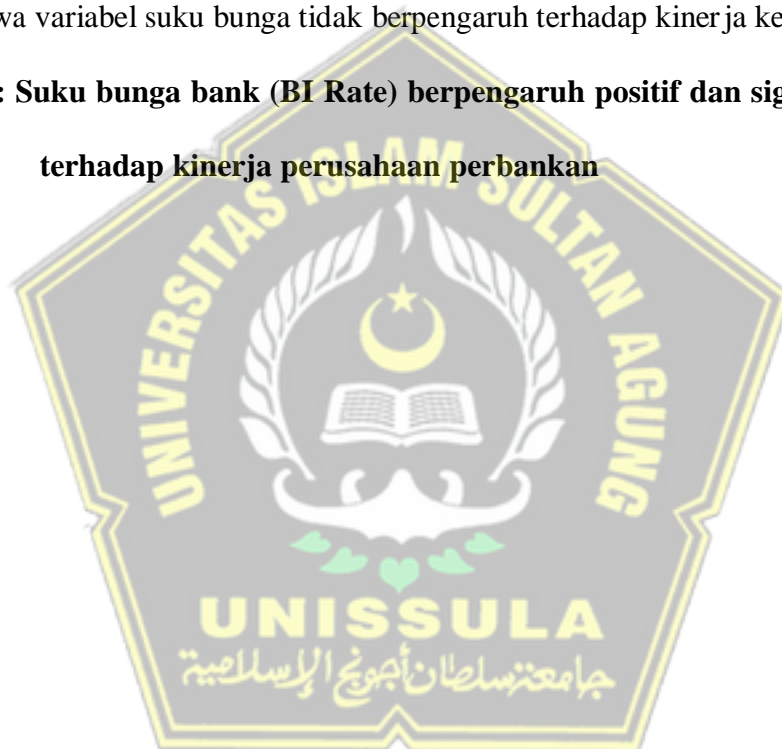 wa variabel suku bunga tidak berpengaruh terhadap kinerja ke
: Suku bunga bank (BI Rate) berpengaruh positif dan sig
terhadap kinerja perusahaan perbankan
UNIVERSITAS ISLAM SULTAN AGUNG
UNISSULA
جامعة سلطان أجونج الإسلامية